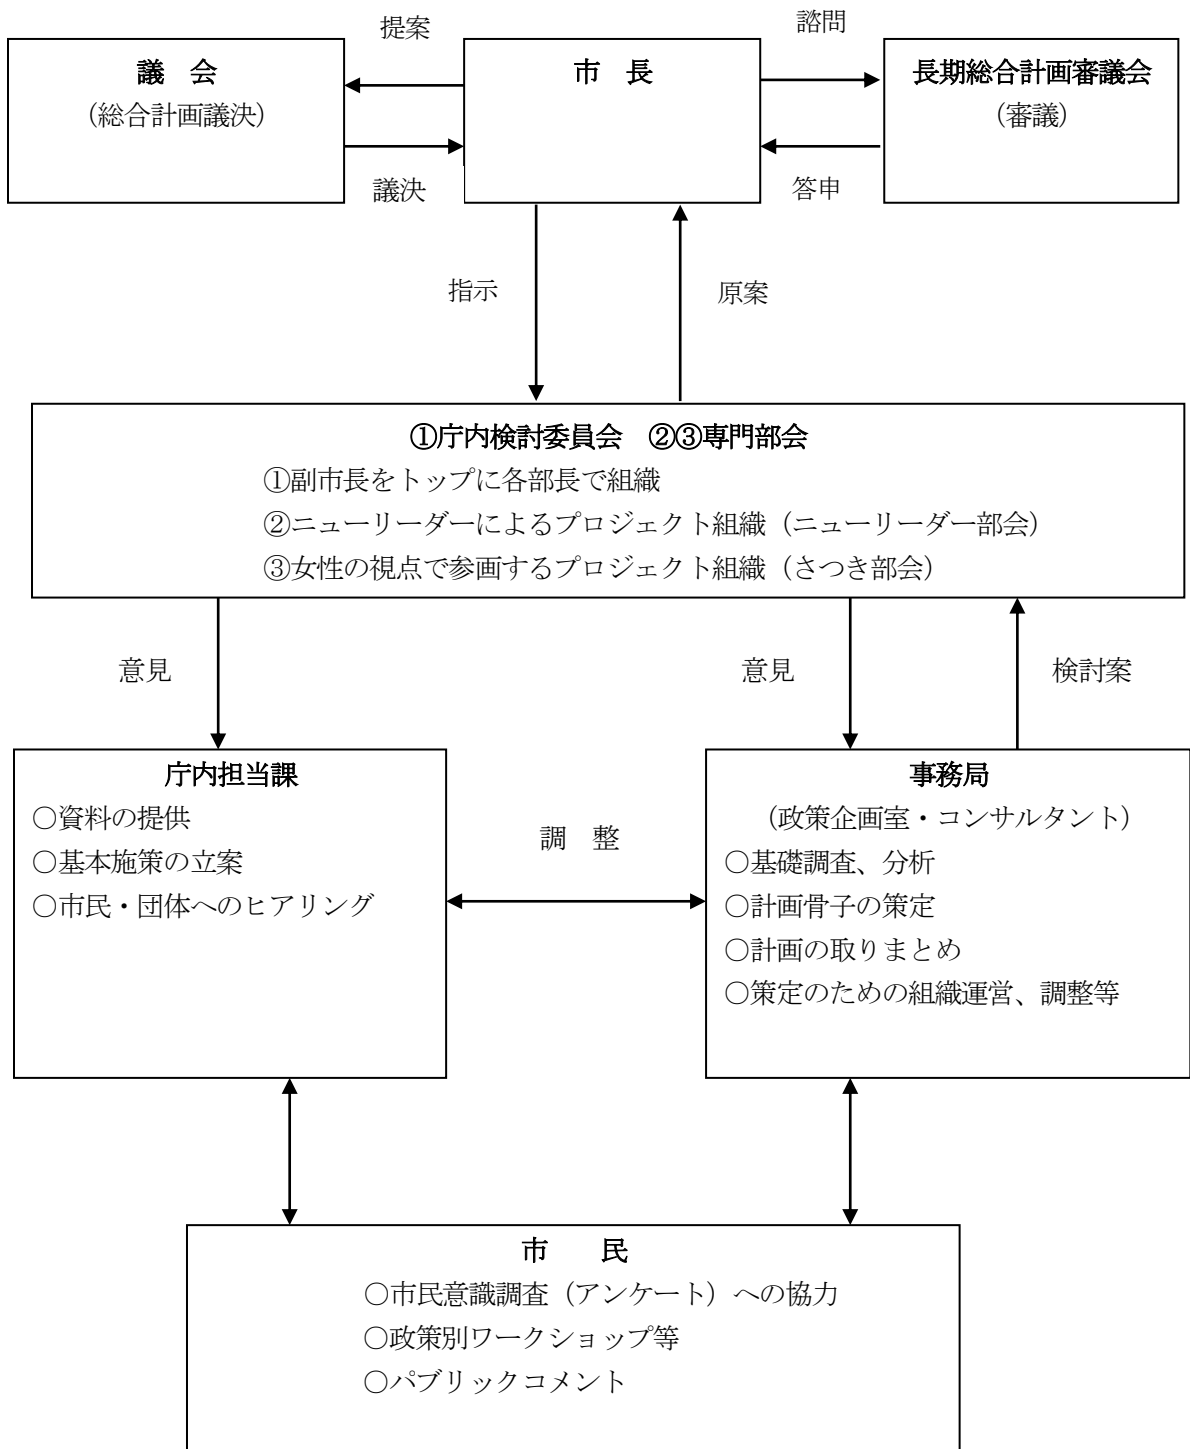 提案
諮問
議　会
（総合計画議決）
市　長
長期総合計画審議会
（審議）
議決
答申
指示
原案
①庁内検討委員会　②③専門部会
①副市長をトップに各部長で組織
②ニューリーダーによるプロジェクト組織（ニューリーダー部会）
③女性の視点で参画するプロジェクト組織（さつき部会）
意見
意見
検討案
庁内担当課
○資料の提供
○基本施策の立案
○市民・団体へのヒアリング
調　整
事務局
（政策企画室・コンサルタント）
○基礎調査、分析
○計画骨子の策定
○計画の取りまとめ
○策定のための組織運営、調整等
市　　民
○市民意識調査（アンケート）への協力
○政策別ワークショップ等
○パブリックコメント